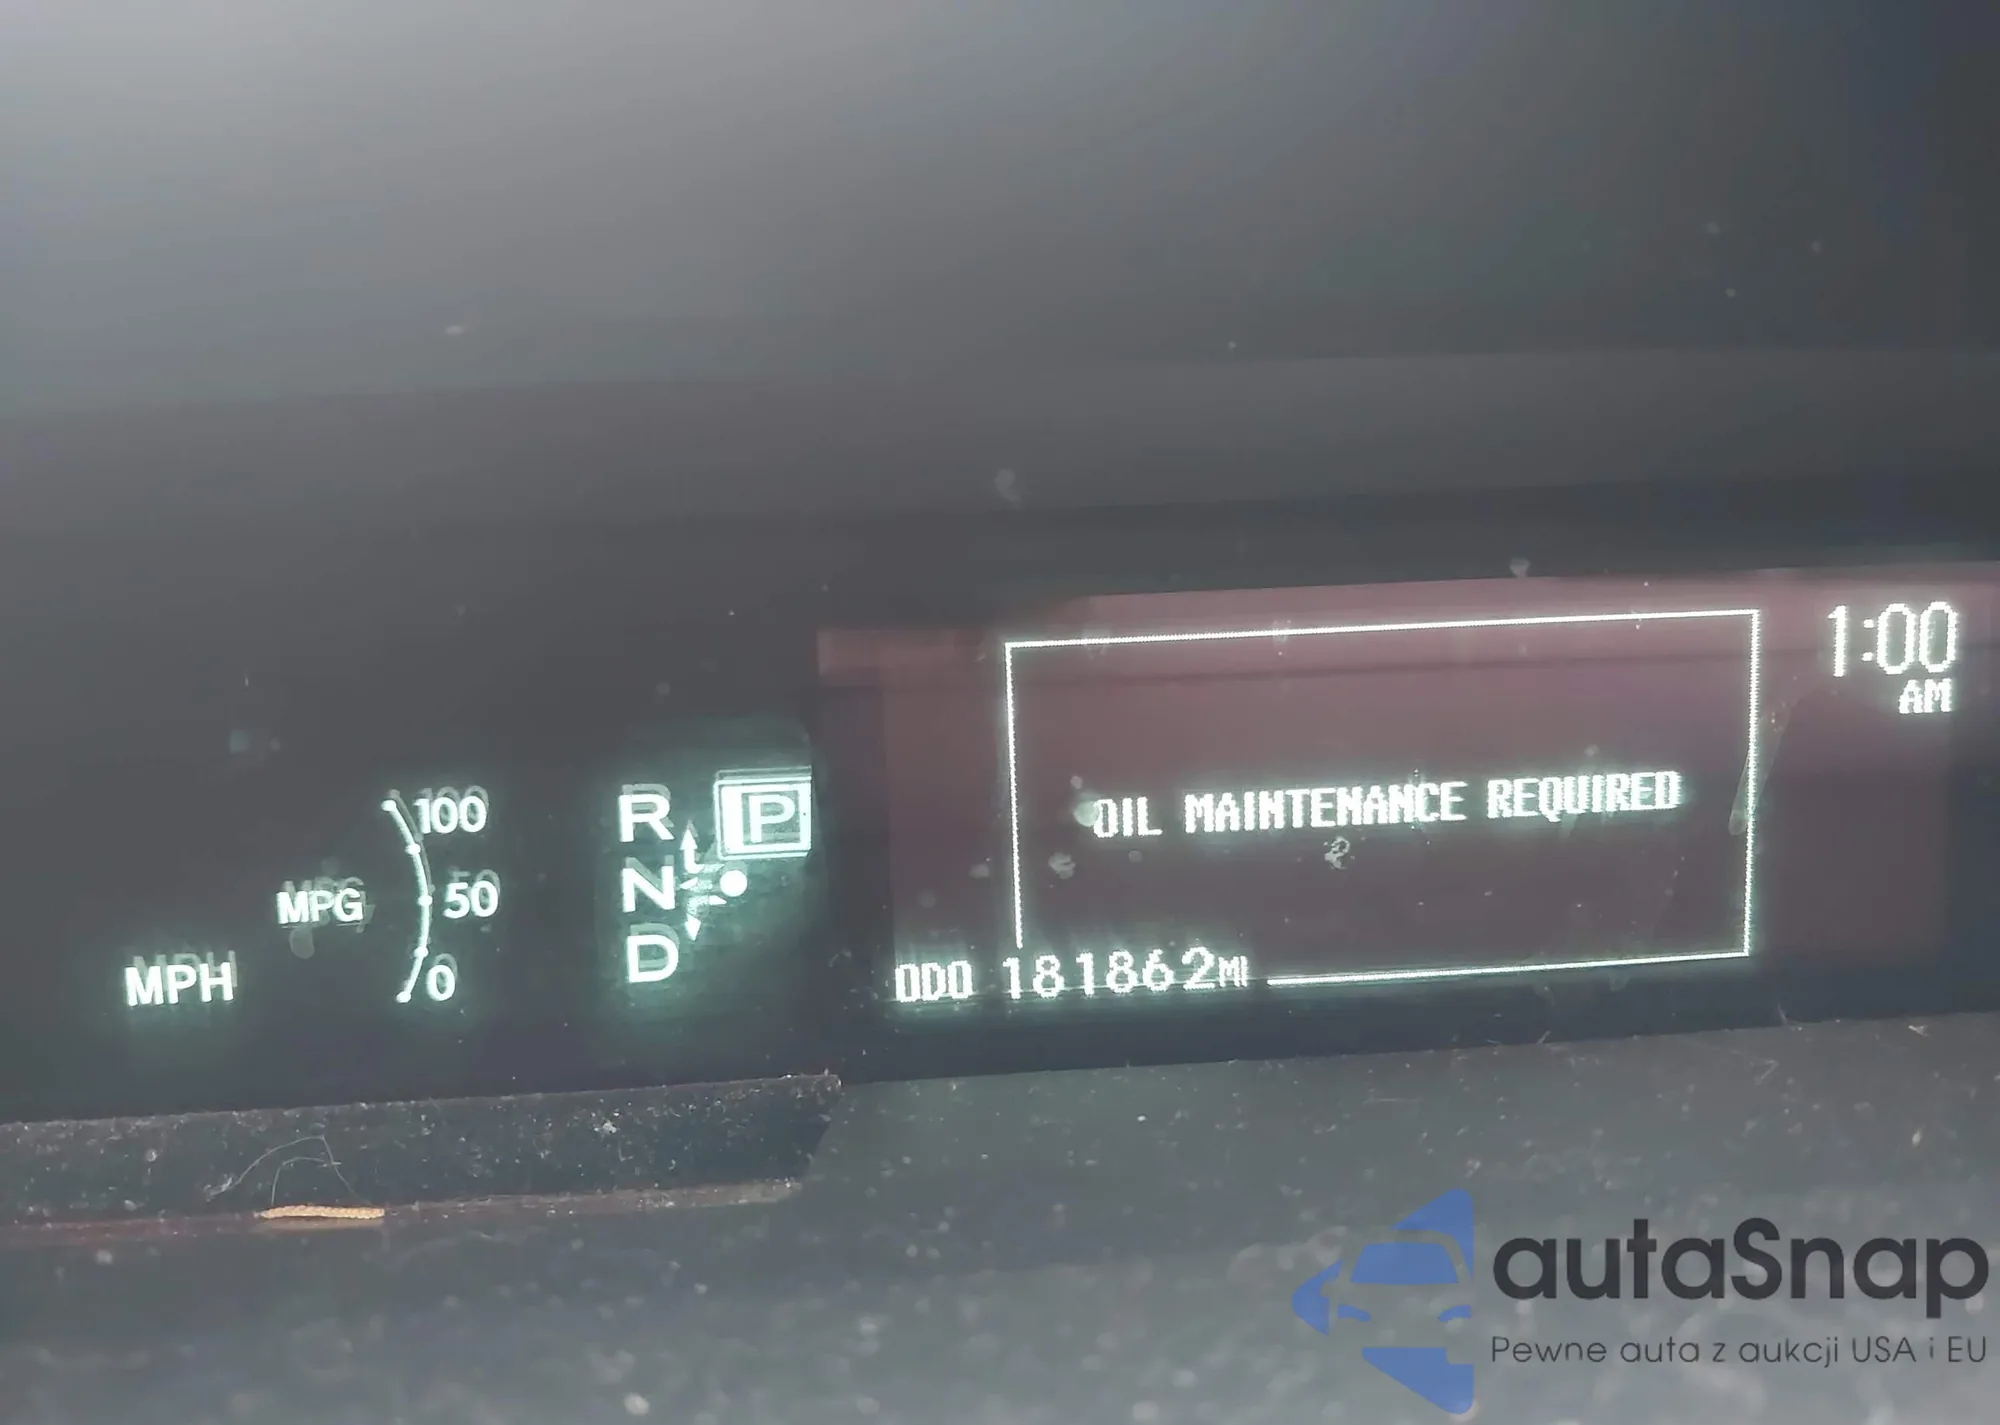 1:00
AM
OIL MAINTENANCE REQUIRED
ODO 181862MI
100
MPG 50
0
MPH
R P
N
D
autaSnap
Pewne auta z aukcji USA i EU